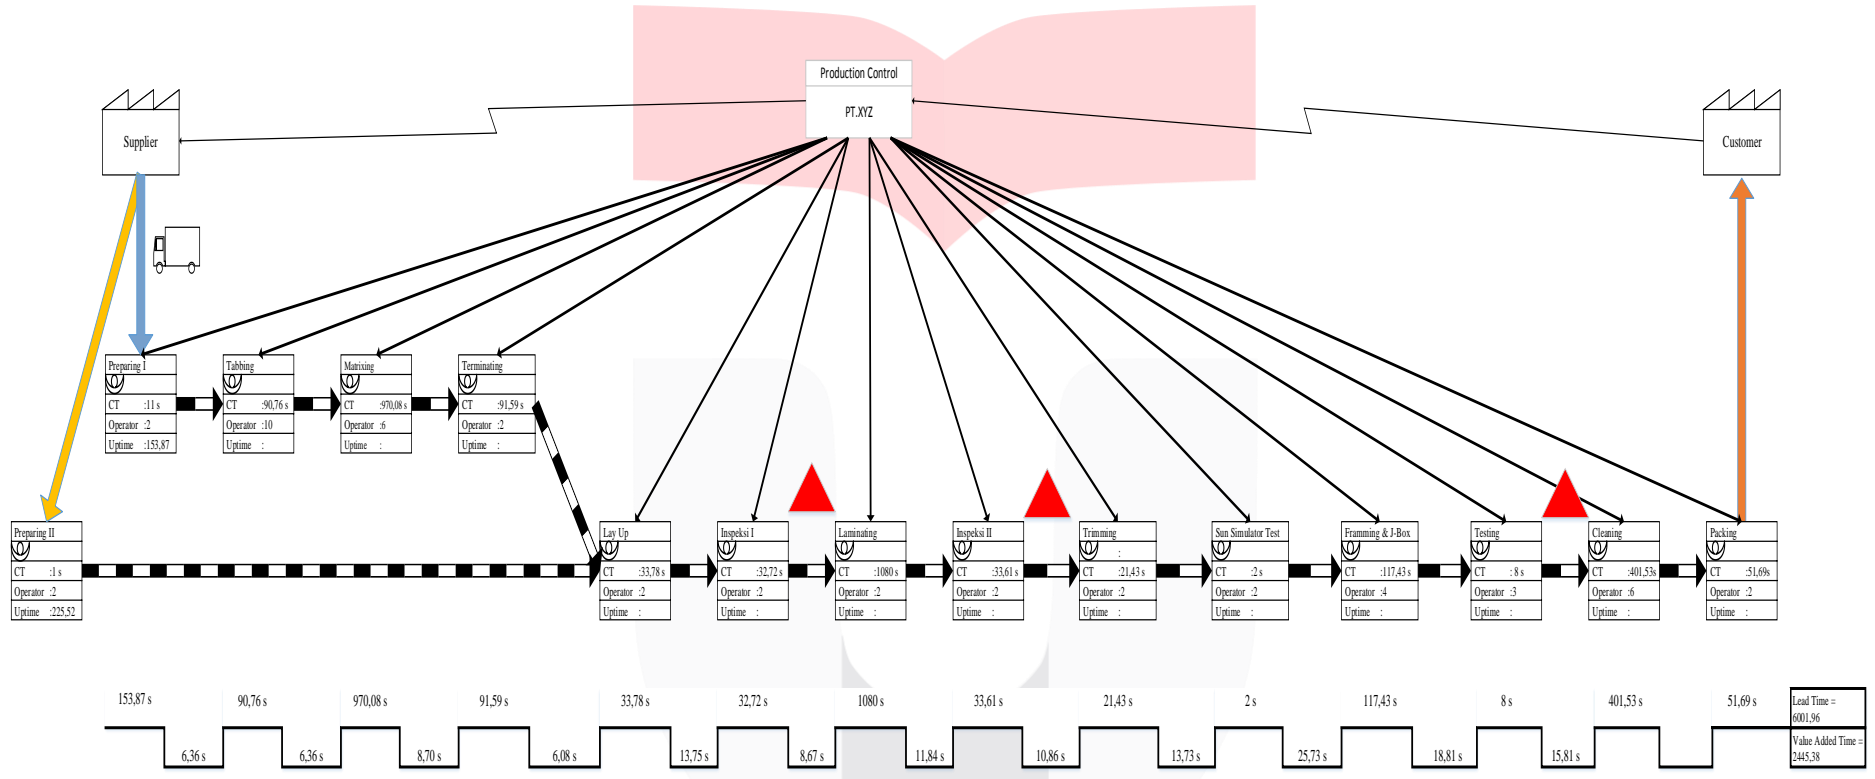 Production Control
PT.XYZ
Supplier
Customer
Preparing I
CT :11 s
Operator :2
Uptime :153,87
Tabbing
CT :90,76 s
Operator :10
Uptime :
Matrixing
CT :970,08 s
Operator :6
Uptime :
Terminating
CT :91,59 s
Operator :2
Uptime :
Preparing II
CT :1 s
Operator :2
Uptime :225,52
Lay Up
CT :33,78 s
Operator :2
Uptime :
Inspeksi I
CT :32,72 s
Operator :2
Uptime :
Laminating
CT :1080 s
Operator :2
Uptime :
Inspeksi II
CT :33,61 s
Operator :2
Uptime :
Trimming
:
CT :21,43 s
Operator :2
Uptime :
Sun Simulator Test
CT :2 s
Operator :2
Uptime :
Framming & J-Box
CT :117,43 s
Operator :4
Uptime :
Testing
CT : 8 s
Operator :3
Uptime :
Cleaning
CT :401,53s
Operator :6
Uptime :
Packing
CT :51,69s
Operator :2
Uptime :
153,87 s 90,76 s 970,08 s 91,59 s 33,78 s 32,72 s 1080 s 33,61 s 21,43 s 2 s 117,43 s 8 s 401,53 s 51,69 s
6,36 s 6,36 s 8,70 s 6,08 s 13,75 s 8,67 s 11,84 s 10,86 s 13,73 s 25,73 s 18,81 s 15,81 s
Lead Time =
6001,96
Value Added Time =
2445,38